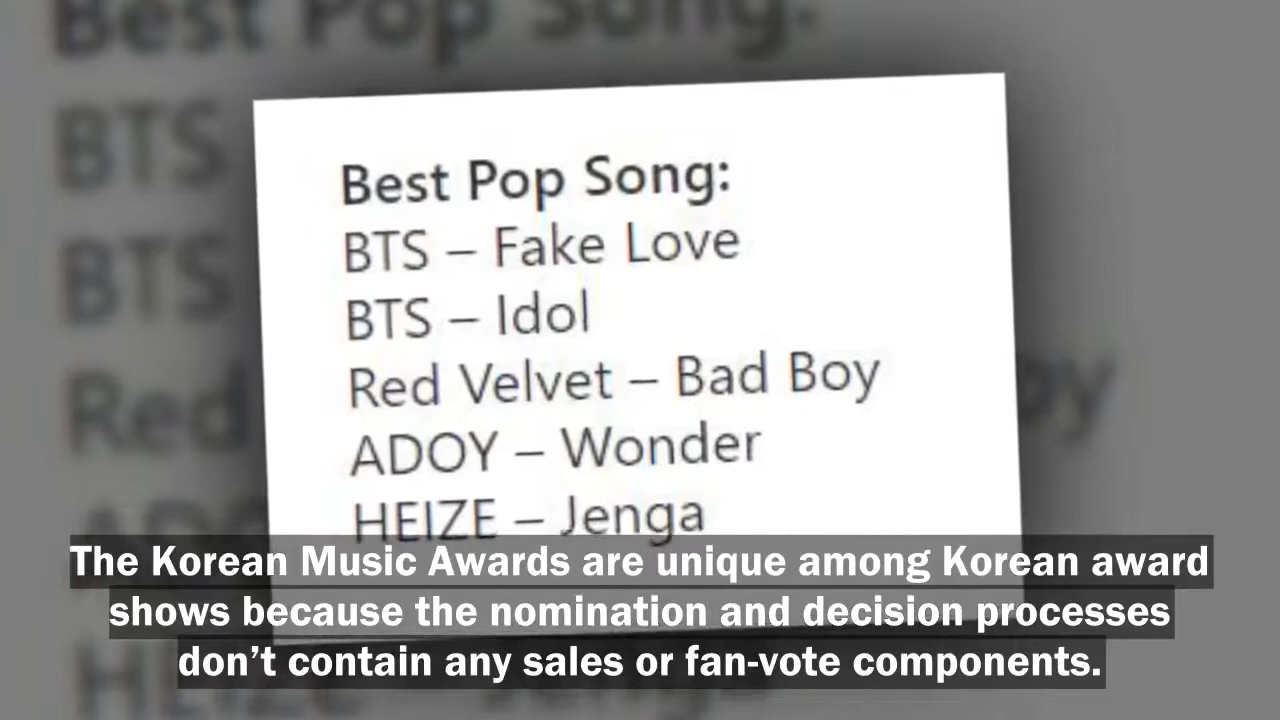 Best Pop Song:
BTS – Fake Love
BTS – Idol
Red Velvet – Bad Boy
ADOY – Wonder
HEIZE – Jenga
The Korean Music Awards are unique among Korean award
shows because the nomination and decision processes
don’t contain any sales or fan-vote components.